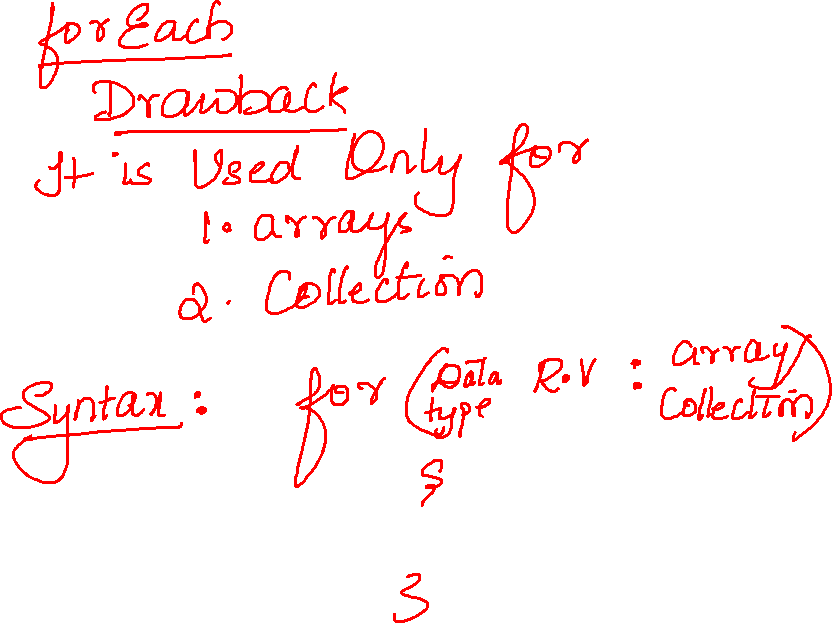 forEach
Drawback
It is Used Only for
1. arrays
2. Collection
Syntax : for (Data type R.V : array Collection)
{
}